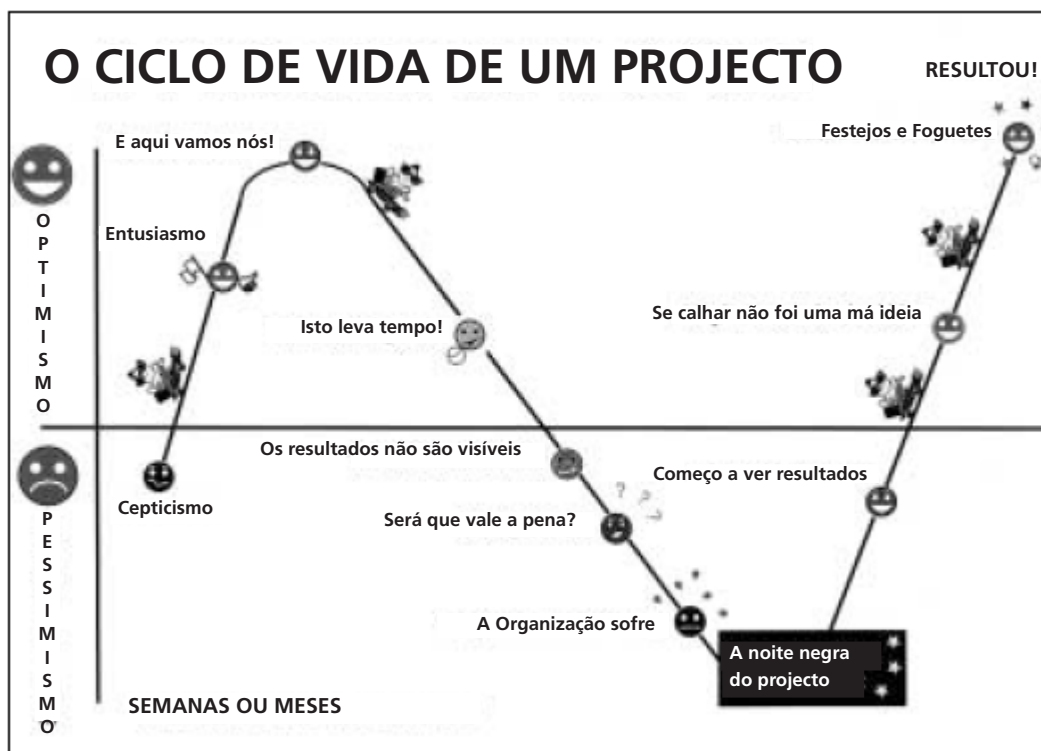 O CICLO DE VIDA DE UM PROJECTO
RESULTOU!
E aqui vamos nós!
Festejos e Foguetes
OPTIMISMO
Entusiasmo
Isto leva tempo!
Se calhar não foi uma má ideia
Os resultados não são visíveis
Começo a ver resultados
Cepticismo
Será que vale a pena?
? ? ?
PESSIMISMO
A Organização sofre
A noite negra
do projecto
SEMANAS OU MESES